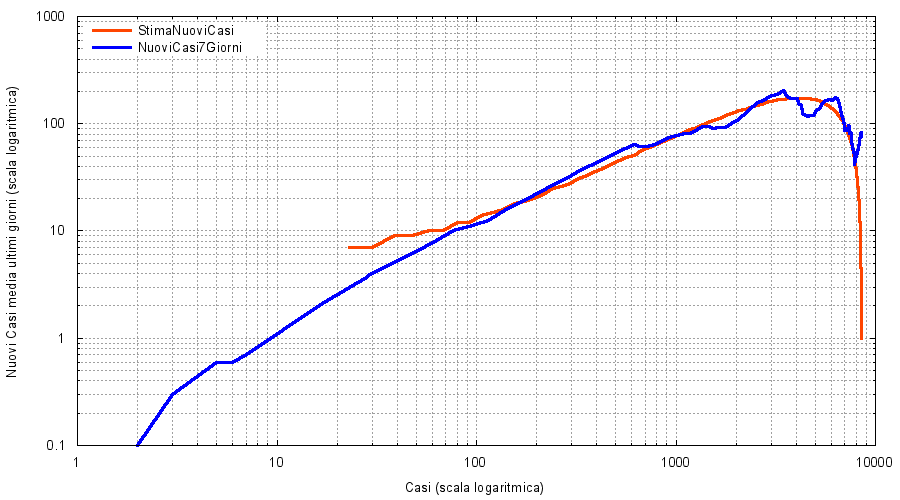 1000
StimaNuoviCasi
NuoviCasi7Giorni
100
10
1
0.1
Nuovi Casi media ultimi giorni (scala logaritmica)
1 10 100 1000 10000
Casi (scala logaritmica)